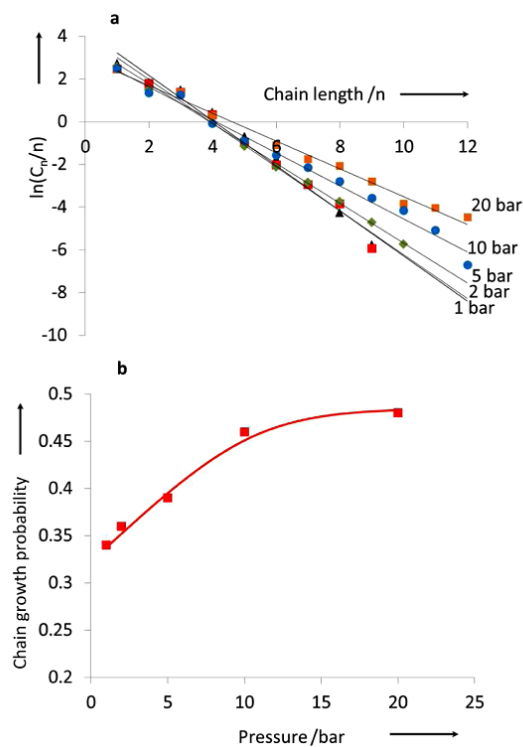 a
4
2
0
-2
-4
-6
-8
-10
ln(Cn/n)
Chain length /n
0 2 4 6 8 10 12
20 bar
10 bar
5 bar
2 bar
1 bar
b
0.5
0.45
0.4
0.35
0.3
0.25
0.2
Chain growth probability
0 5 10 15 20 25
Pressure /bar